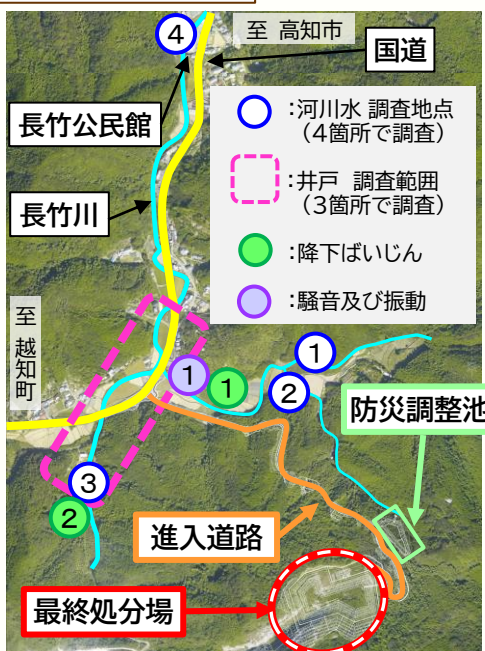 ④
至 高知市
国道
長竹公民館
○:河川水 調査地点
(4箇所で調査)
:井戸 調査範囲
(3箇所で調査)
:降下ばいじん
:騒音及び振動
長竹川
至 越知町
①
①
①
②
防災調整池
③
②
進入道路
最終処分場